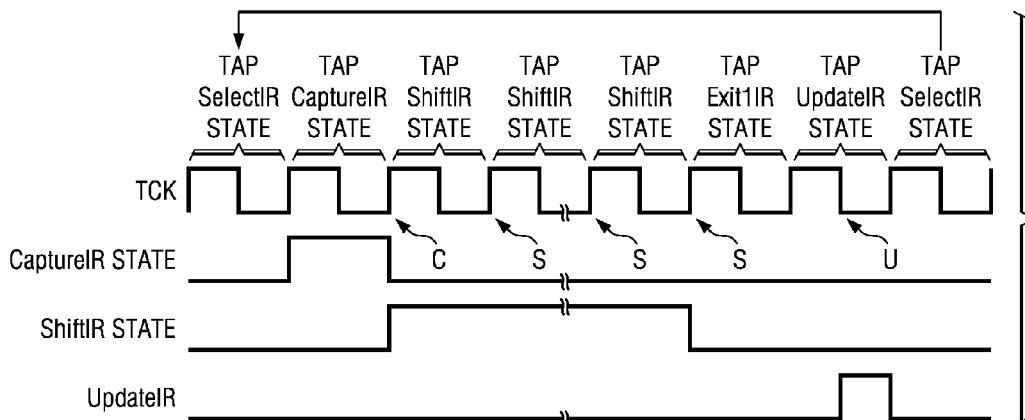 TAP TAP TAP TAP TAP TAP TAP TAP
SelectIR CaptureIR ShiftIR ShiftIR ShiftIR Exit1IR UpdateIR SelectIR
STATE STATE STATE STATE STATE STATE STATE STATE
TCK
C S S S U
CaptureIR STATE
ShiftIR STATE
UpdateIR